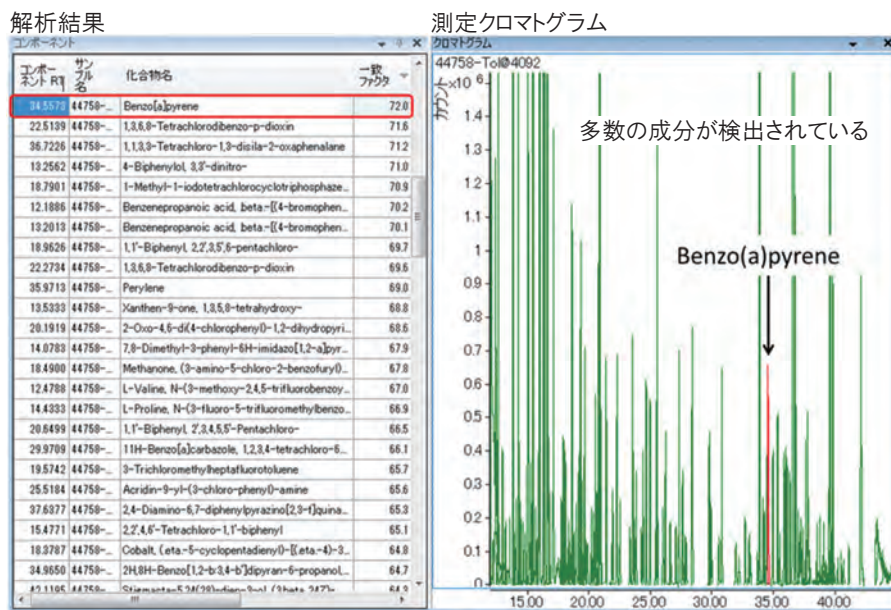 解析結果
コンポーネント
コンポーネント RT サンプル名 化合物名 一致ファクタ
34.5573 44758-... Benzo[a]pyrene 72.0
22.5139 44758-... 1,3,6,8-Tetrachlorodibenzo-p-dioxin 71.6
36.7226 44758-... 1,1,3,3-Tetrachloro-1,3-disila-2-oxaphenalane 71.2
13.2562 44758-... 4-Biphenylol, 3,3'-dinitro- 71.0
18.7901 44758-... 1-Methyl-1-iodotetrachlorocyclotriphosphaze... 70.9
12.1886 44758-... Benzenepropanoic acid, beta.-[[(4-bromophen... 70.2
13.2013 44758-... Benzenepropanoic acid, beta.-[[(4-bromophen... 70.1
18.9626 44758-... 1,1'-Biphenyl, 2,2',3,5',6-pentachloro- 69.7
22.2734 44758-... 1,3,6,8-Tetrachlorodibenzo-p-dioxin 69.6
35.9713 44758-... Perylene 69.0
13.5333 44758-... Xanthen-9-one, 1,3,5,8-tetrahydroxy- 68.8
20.1919 44758-... 2-Oxo-4,6-di(4-chlorophenyl)-1,2-dihydropyri... 68.6
14.0783 44758-... 7,8-Dimethyl-3-phenyl-6H-imidazo[1,2-a]pyr... 67.9
18.4900 44758-... Methanone, (3-amino-5-chloro-2-benzofuryl)... 67.8
12.4788 44758-... L-Valine, N-(3-methoxy-2,4,5-trifluorobenzoy... 67.0
14.4333 44758-... L-Proline, N-(3-fluoro-5-trifluoromethylbenzo... 66.9
20.6499 44758-... 1,1'-Biphenyl, 2',3,4,5,5'-Pentachloro- 66.5
29.9709 44758-... 11H-Benzo[a]carbazole, 1,2,3,4-tetrachloro-6... 66.1
19.5742 44758-... 3-Trichloromethylheptafluorotoluene 65.7
25.5184 44758-... Acridin-9-yl-(3-chloro-phenyl)-amine 65.6
37.6377 44758-... 2,4-Diamino-6,7-diphenylpyrazino[2,3-f]quina... 65.3
15.4771 44758-... 2,2',4,6'-Tetrachloro-1,1'-biphenyl 65.1
18.3787 44758-... Cobalt, (.eta.-5-cyclopentadienyl)-[(eta.-4)-3... 64.8
34.9650 44758-... 2H,8H-Benzo[1,2-b:3,4-b']dipyran-6-propanol,... 64.7
測定クロマトグラム
クロマトグラム
44758-Tol@4092
カウント ×10 6
多数の成分が検出されている
Benzo(a)pyrene
1.5
1.4
1.3
1.2
1.1
1
0.9
0.8
0.7
0.6
0.5
0.4
0.3
0.2
0.1
0
15.00 20.00 25.00 30.00 35.00 40.00